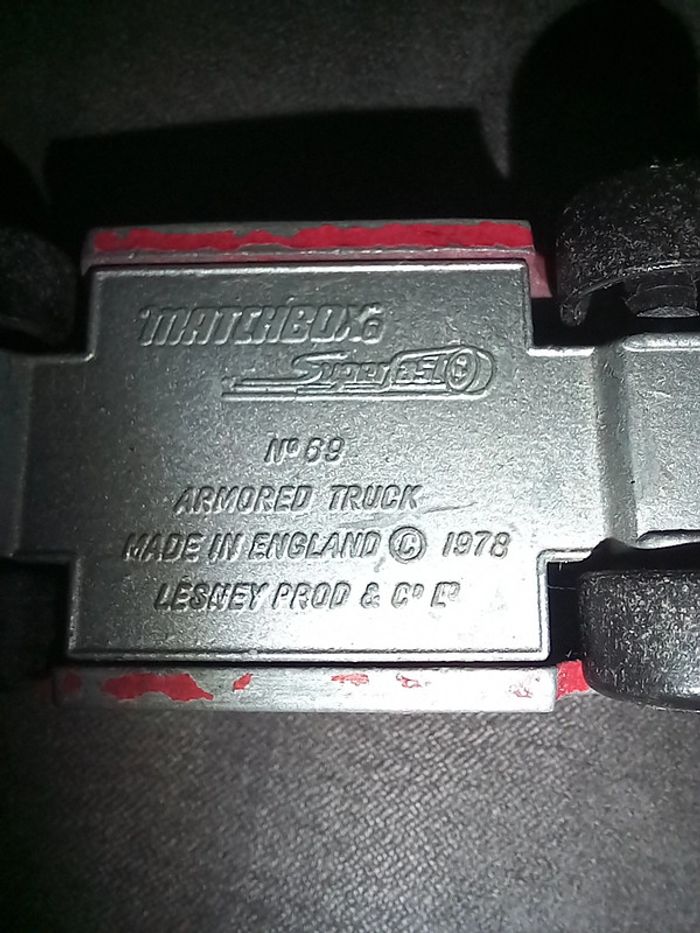 MATCHBOX®
Superfast
Nº 69
ARMORED TRUCK
MADE IN ENGLAND © 1978
LESNEY PROD & Cº Lᴰ